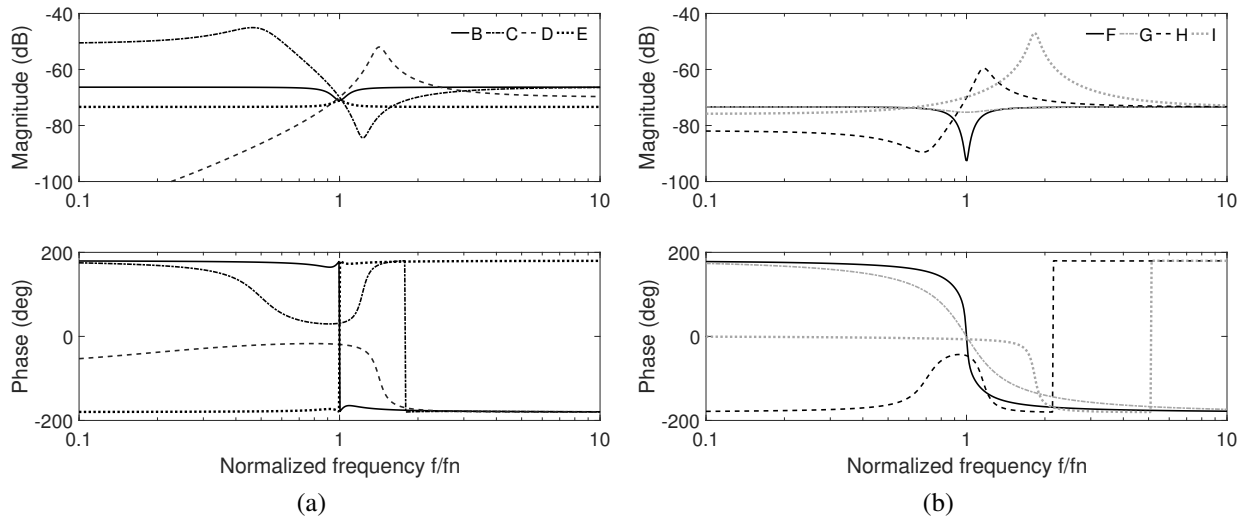 -40
-60
-80
-100
Magnitude (dB)
B C D E
0.1 1 10
200
0
-200
Phase (deg)
0.1 1 10
Normalized frequency f/fn
(a)
-40
-60
-80
-100
Magnitude (dB)
F G H I
0.1 1 10
200
0
-200
Phase (deg)
0.1 1 10
Normalized frequency f/fn
(b)